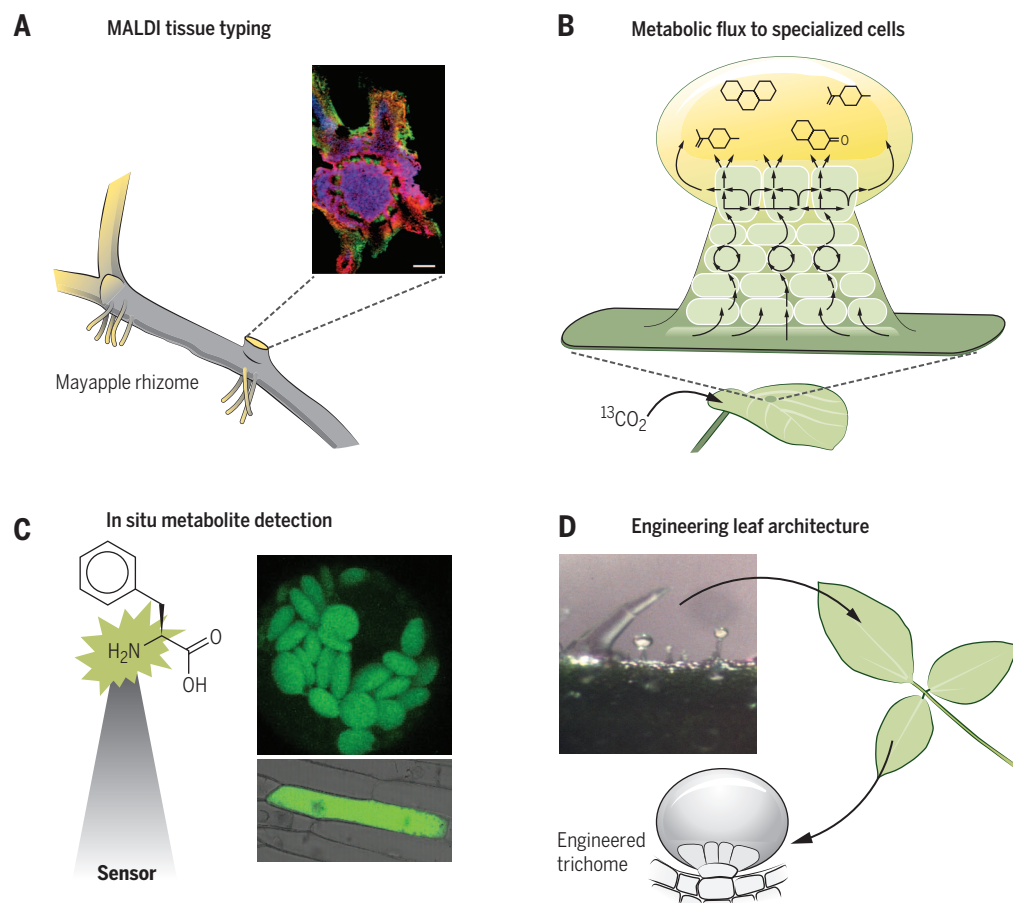 A
MALDI tissue typing
Mayapple rhizome
B
Metabolic flux to specialized cells
O
13CO2
C
In situ metabolite detection
H2N
O
OH
Sensor
D
Engineering leaf architecture
Engineered
trichome